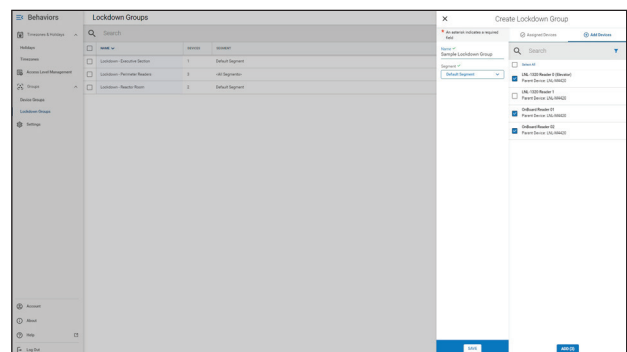 Behaviors
Timezones & Holidays
Holidays
Timezones
Access Level Management
Groups
Device Groups
Lockdown Groups
Settings
Account
About
Help
Log Out
Lockdown Groups
Search
NAME DEVICES SEGMENT
Lockdown - Executive Section 1 Default Segment
Lockdown - Perimeter Readers 3 <All Segments>
Lockdown - Reactor Room 2 Default Segment
Create Lockdown Group
* An asterisk indicates a required
field
Name
Sample Lockdown Group
Segment
Default Segment
SAVE
Assigned Devices Add Devices
Search
Select All
LNL-1320 Reader 0 (Elevator)
Parent Device: LNL-X4420
LNL-1320 Reader 1
Parent Device: LNL-X4420
OnBoard Reader 01
Parent Device: LNL-X4420
OnBoard Reader 02
Parent Device: LNL-X4420
ADD (3)